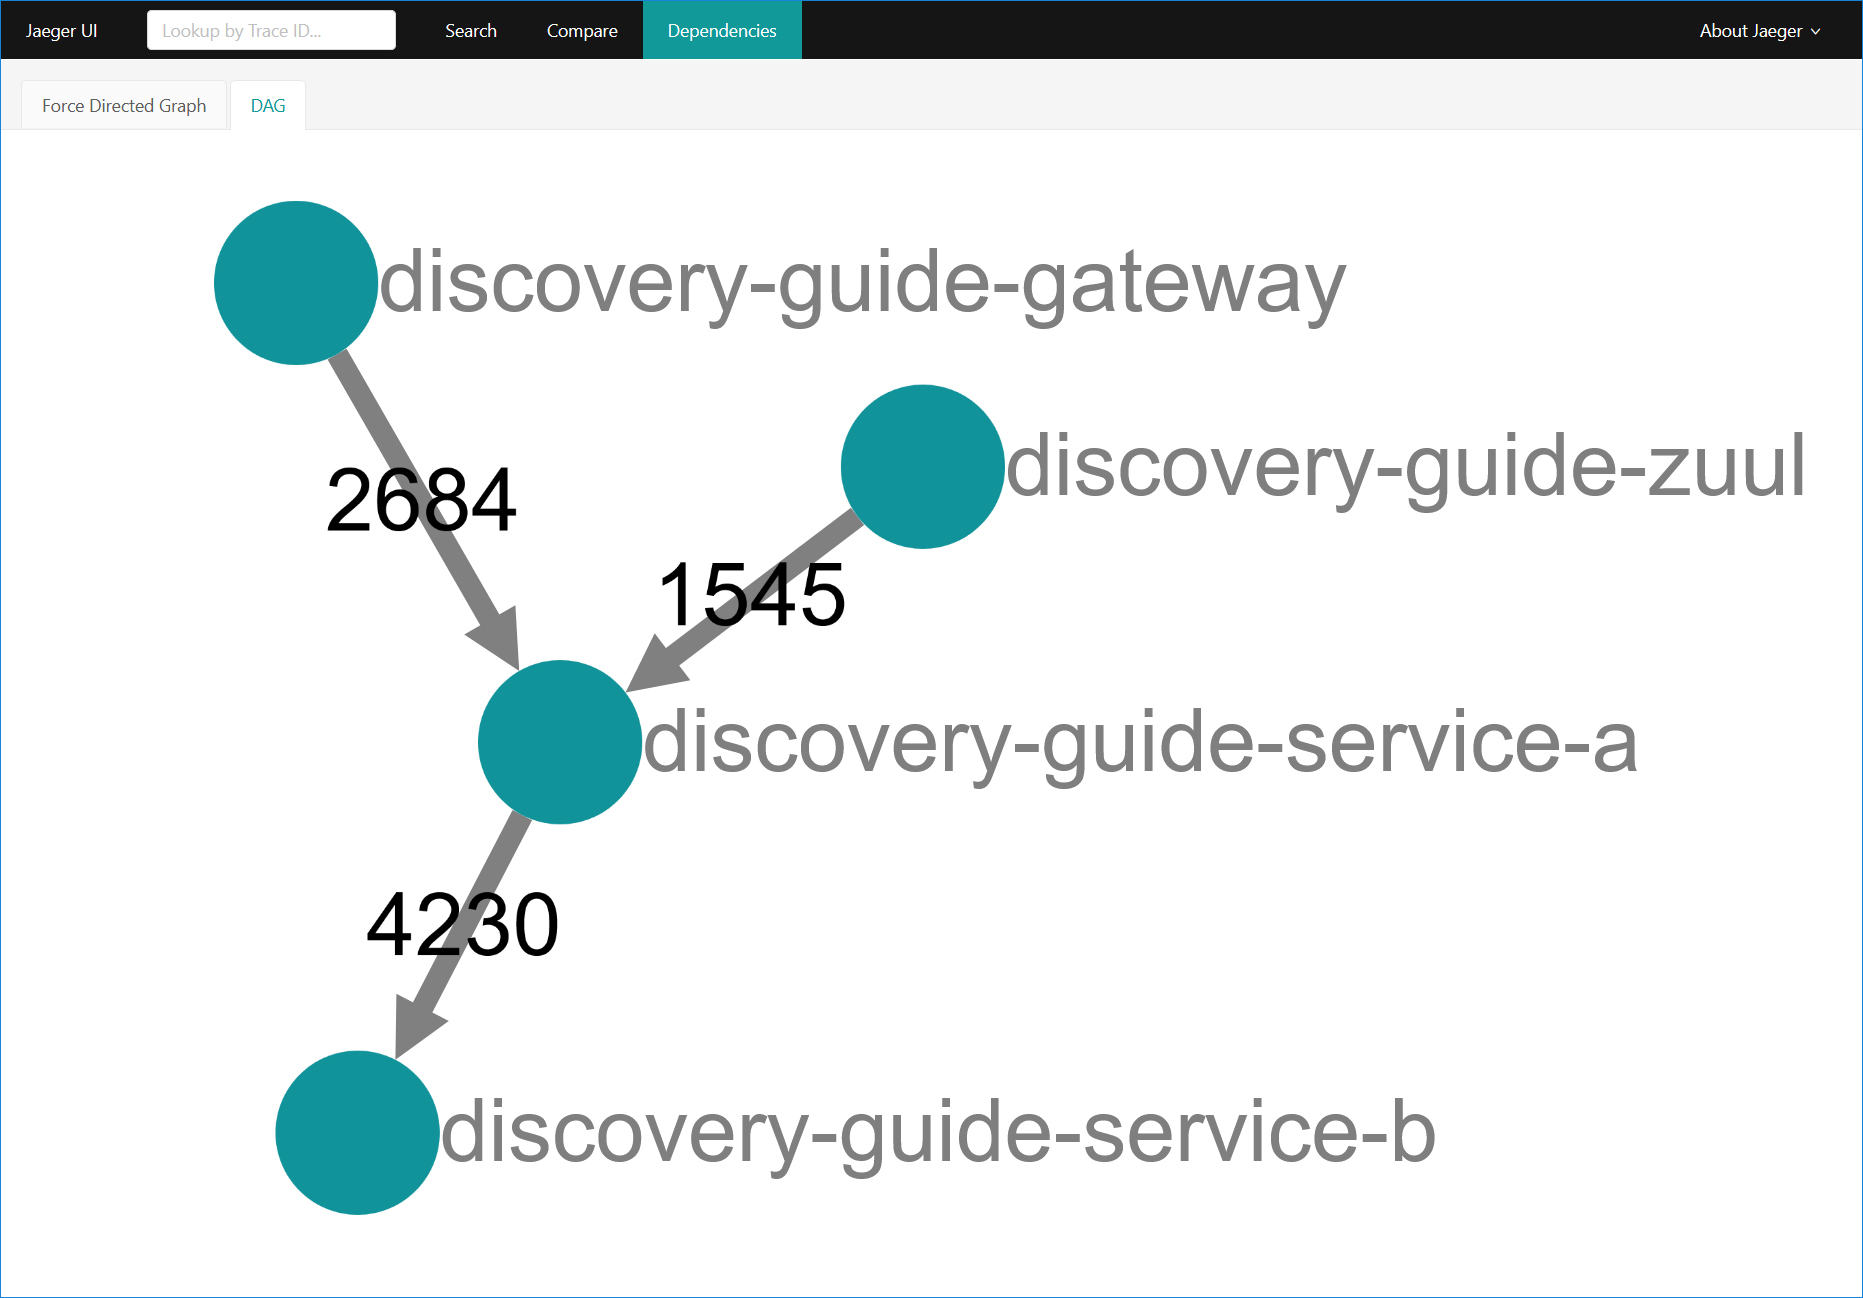 Jaeger UI Lookup by Trace ID... Search Compare Dependencies About Jaeger
Force Directed Graph DAG
discovery-guide-gateway
discovery-guide-zuul
2684
1545
discovery-guide-service-a
4230
discovery-guide-service-b